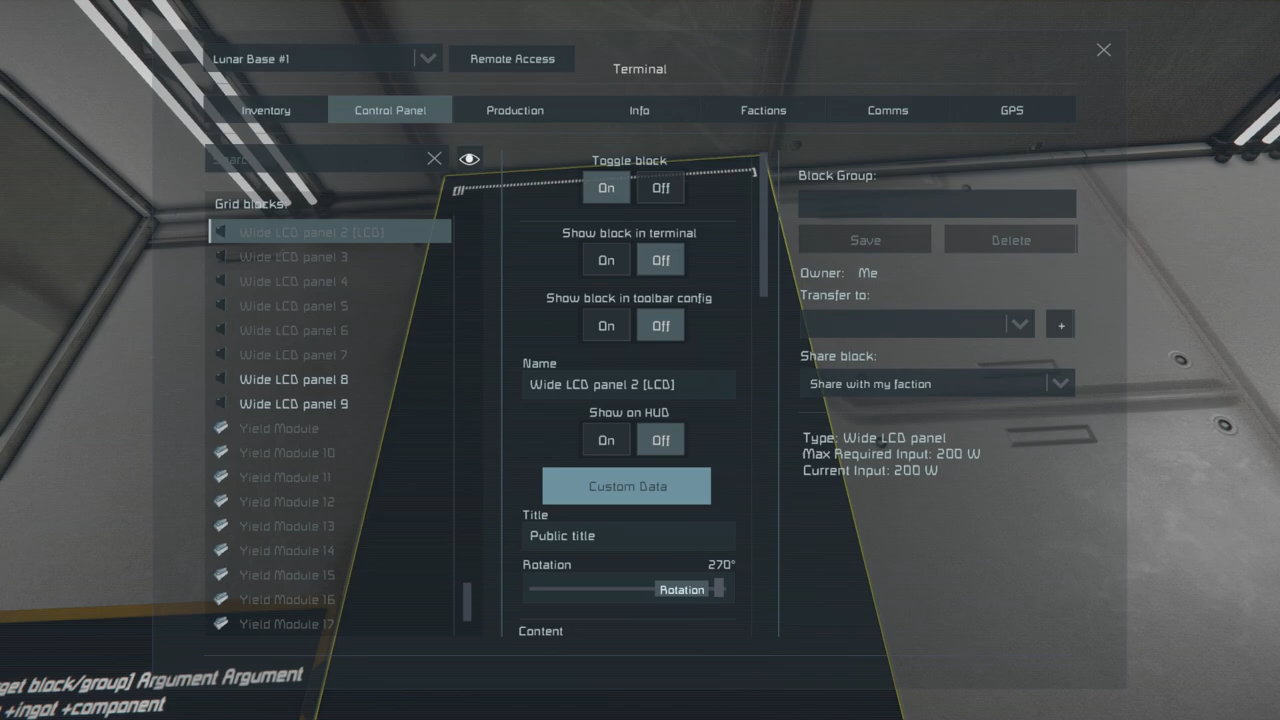 Lunar Base #1
Remote Access
Terminal
Inventory
Control Panel
Production
Info
Factions
Comms
GPS
Grid blocks:
Wide LCD panel 2 [LCD]
Wide LCD panel 3
Wide LCD panel 4
Wide LCD panel 5
Wide LCD panel 6
Wide LCD panel 7
Wide LCD panel 8
Wide LCD panel 9
Yield Module
Yield Module 10
Yield Module 11
Yield Module 12
Yield Module 13
Yield Module 14
Yield Module 15
Yield Module 16
Yield Module 17
Toggle block
On Off
Show block in terminal
On Off
Show block in toolbar config
On Off
Name
Wide LCD panel 2 [LCD]
Show on HUD
On Off
Custom Data
Title
Public title
Rotation 270°
Rotation
Content
Block Group:
Save Delete
Owner: Me
Transfer to:
+
Share block:
Share with my faction
Type: Wide LCD panel
Max Required Input: 200 W
Current Input: 200 W
get block/group] Argument Argument
+ingot +component